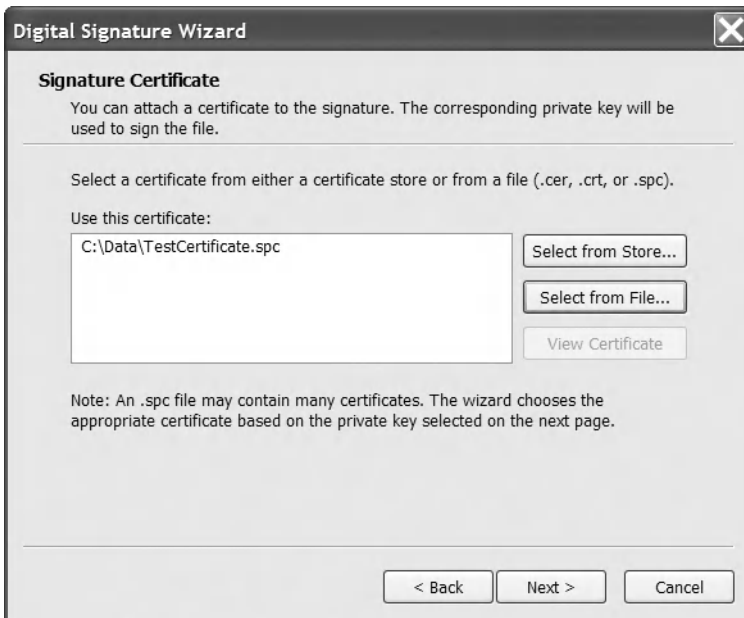 Digital Signature Wizard
Signature Certificate
You can attach a certificate to the signature. The corresponding private key will be
used to sign the file.
Select a certificate from either a certificate store or from a file (.cer, .crt, or .spc).
Use this certificate:
C:\Data\TestCertificate.spc
Select from Store...
Select from File...
View Certificate
Note: An .spc file may contain many certificates. The wizard chooses the
appropriate certificate based on the private key selected on the next page.
< Back
Next >
Cancel